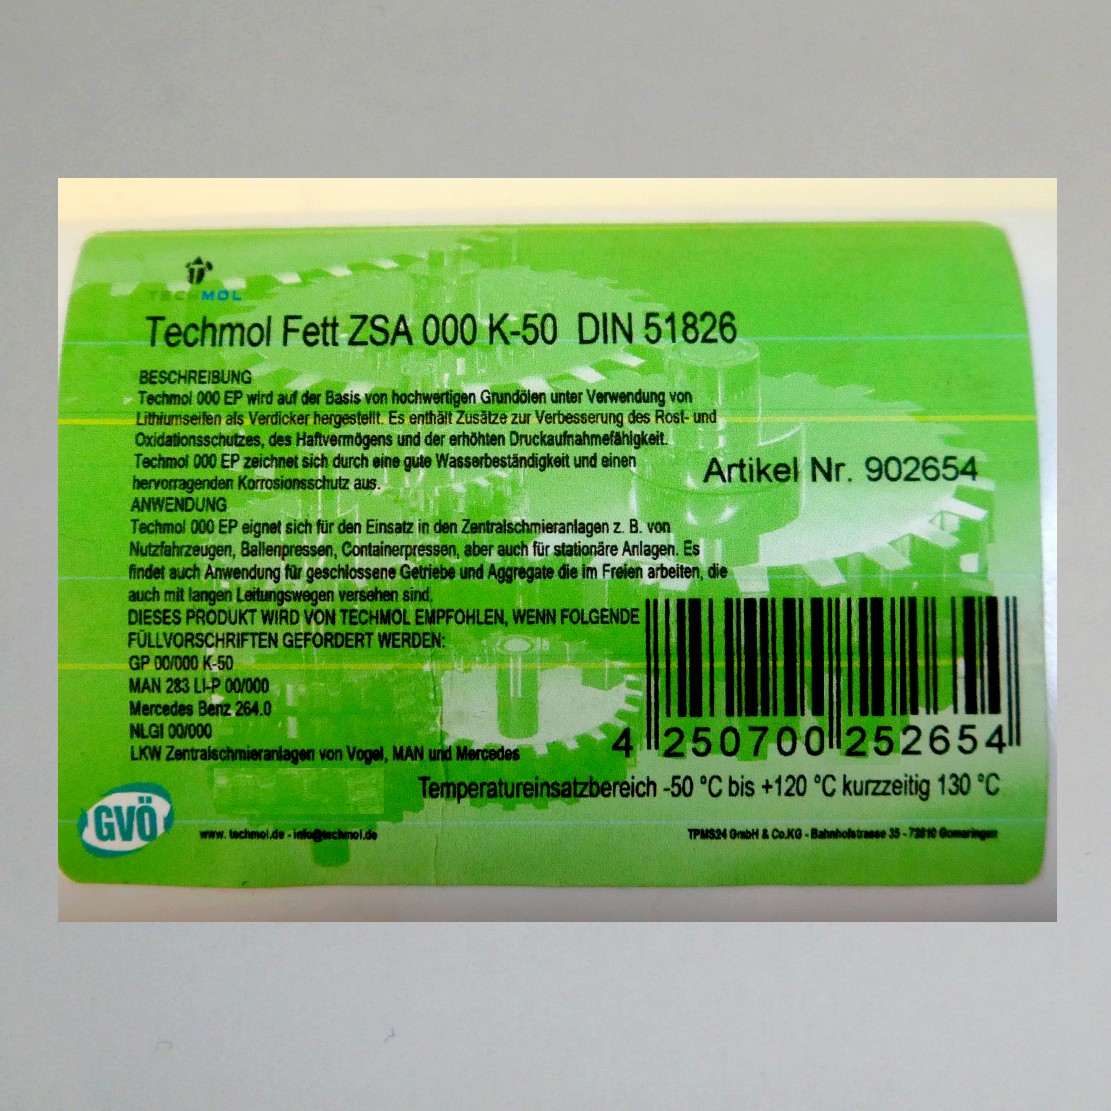 TECHMOL
Techmol Fett ZSA 000 K-50 DIN 51826
BESCHREIBUNG
Techmol 000 EP wird auf der Basis von hochwertigen Grundölen unter Verwendung von
Lithiumseifen als Verdicker hergestellt. Es enthält Zusätze zur Verbesserung des Rost- und
Oxidationsschutzes, des Haftvermögens und der erhöhten Druckaufnahmefähigkeit.
Techmol 000 EP zeichnet sich durch eine gute Wasserbeständigkeit und einen
hervorragenden Korrosionsschutz aus.
Artikel Nr. 902654
ANWENDUNG
Techmol 000 EP eignet sich für den Einsatz in den Zentralschmieranlagen z. B. von
Nutzfahrzeugen, Ballenpressen, Containerpressen, aber auch für stationäre Anlagen. Es
findet auch Anwendung für geschlossene Getriebe und Aggregate die im Freien arbeiten, die
auch mit langen Leitungswegen versehen sind,
DIESES PRODUKT WIRD VON TECHMOL EMPFOHLEN, WENN FOLGENDE
FÜLLVORSCHRIFTEN GEFORDERT WERDEN:
GP 00/000 K-50
MAN 283 LI-P 00/000
Mercedes Benz 264.0
NLGI 00/000
LKW Zentralschmieranlagen von Vogel, MAN und Mercedes
4 250700 252654
Temperatureinsatzbereich -50 °C bis +120 °C kurzzeitig 130 °C
GVÖ
www. techmol.de - info@techmol.de
TPMS24 GmbH & Co.KG - Bahnhofstrasse 35 - 72810 Gomaringen